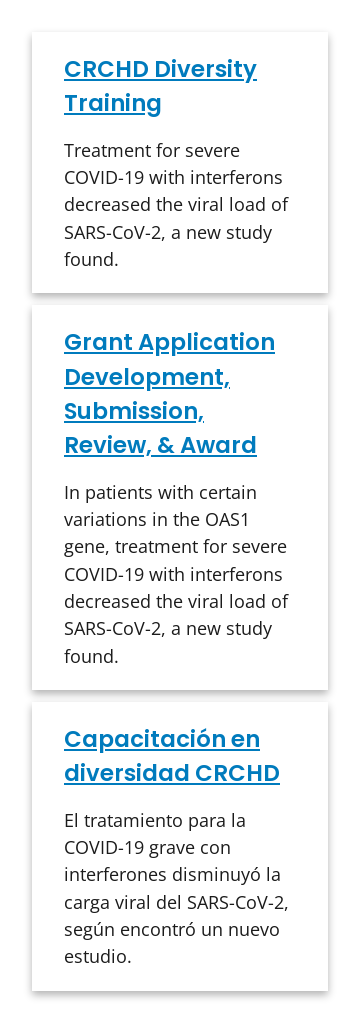 CRCHD Diversity
Training
Treatment for severe
COVID-19 with interferons
decreased the viral load of
SARS-CoV-2, a new study
found.
Grant Application
Development,
Submission,
Review, & Award
In patients with certain
variations in the OAS1
gene, treatment for severe
COVID-19 with interferons
decreased the viral load of
SARS-CoV-2, a new study
found.
Capacitación en
diversidad CRCHD
El tratamiento para la
COVID-19 grave con
interferones disminuyó la
carga viral del SARS-CoV-2,
según encontró un nuevo
estudio.